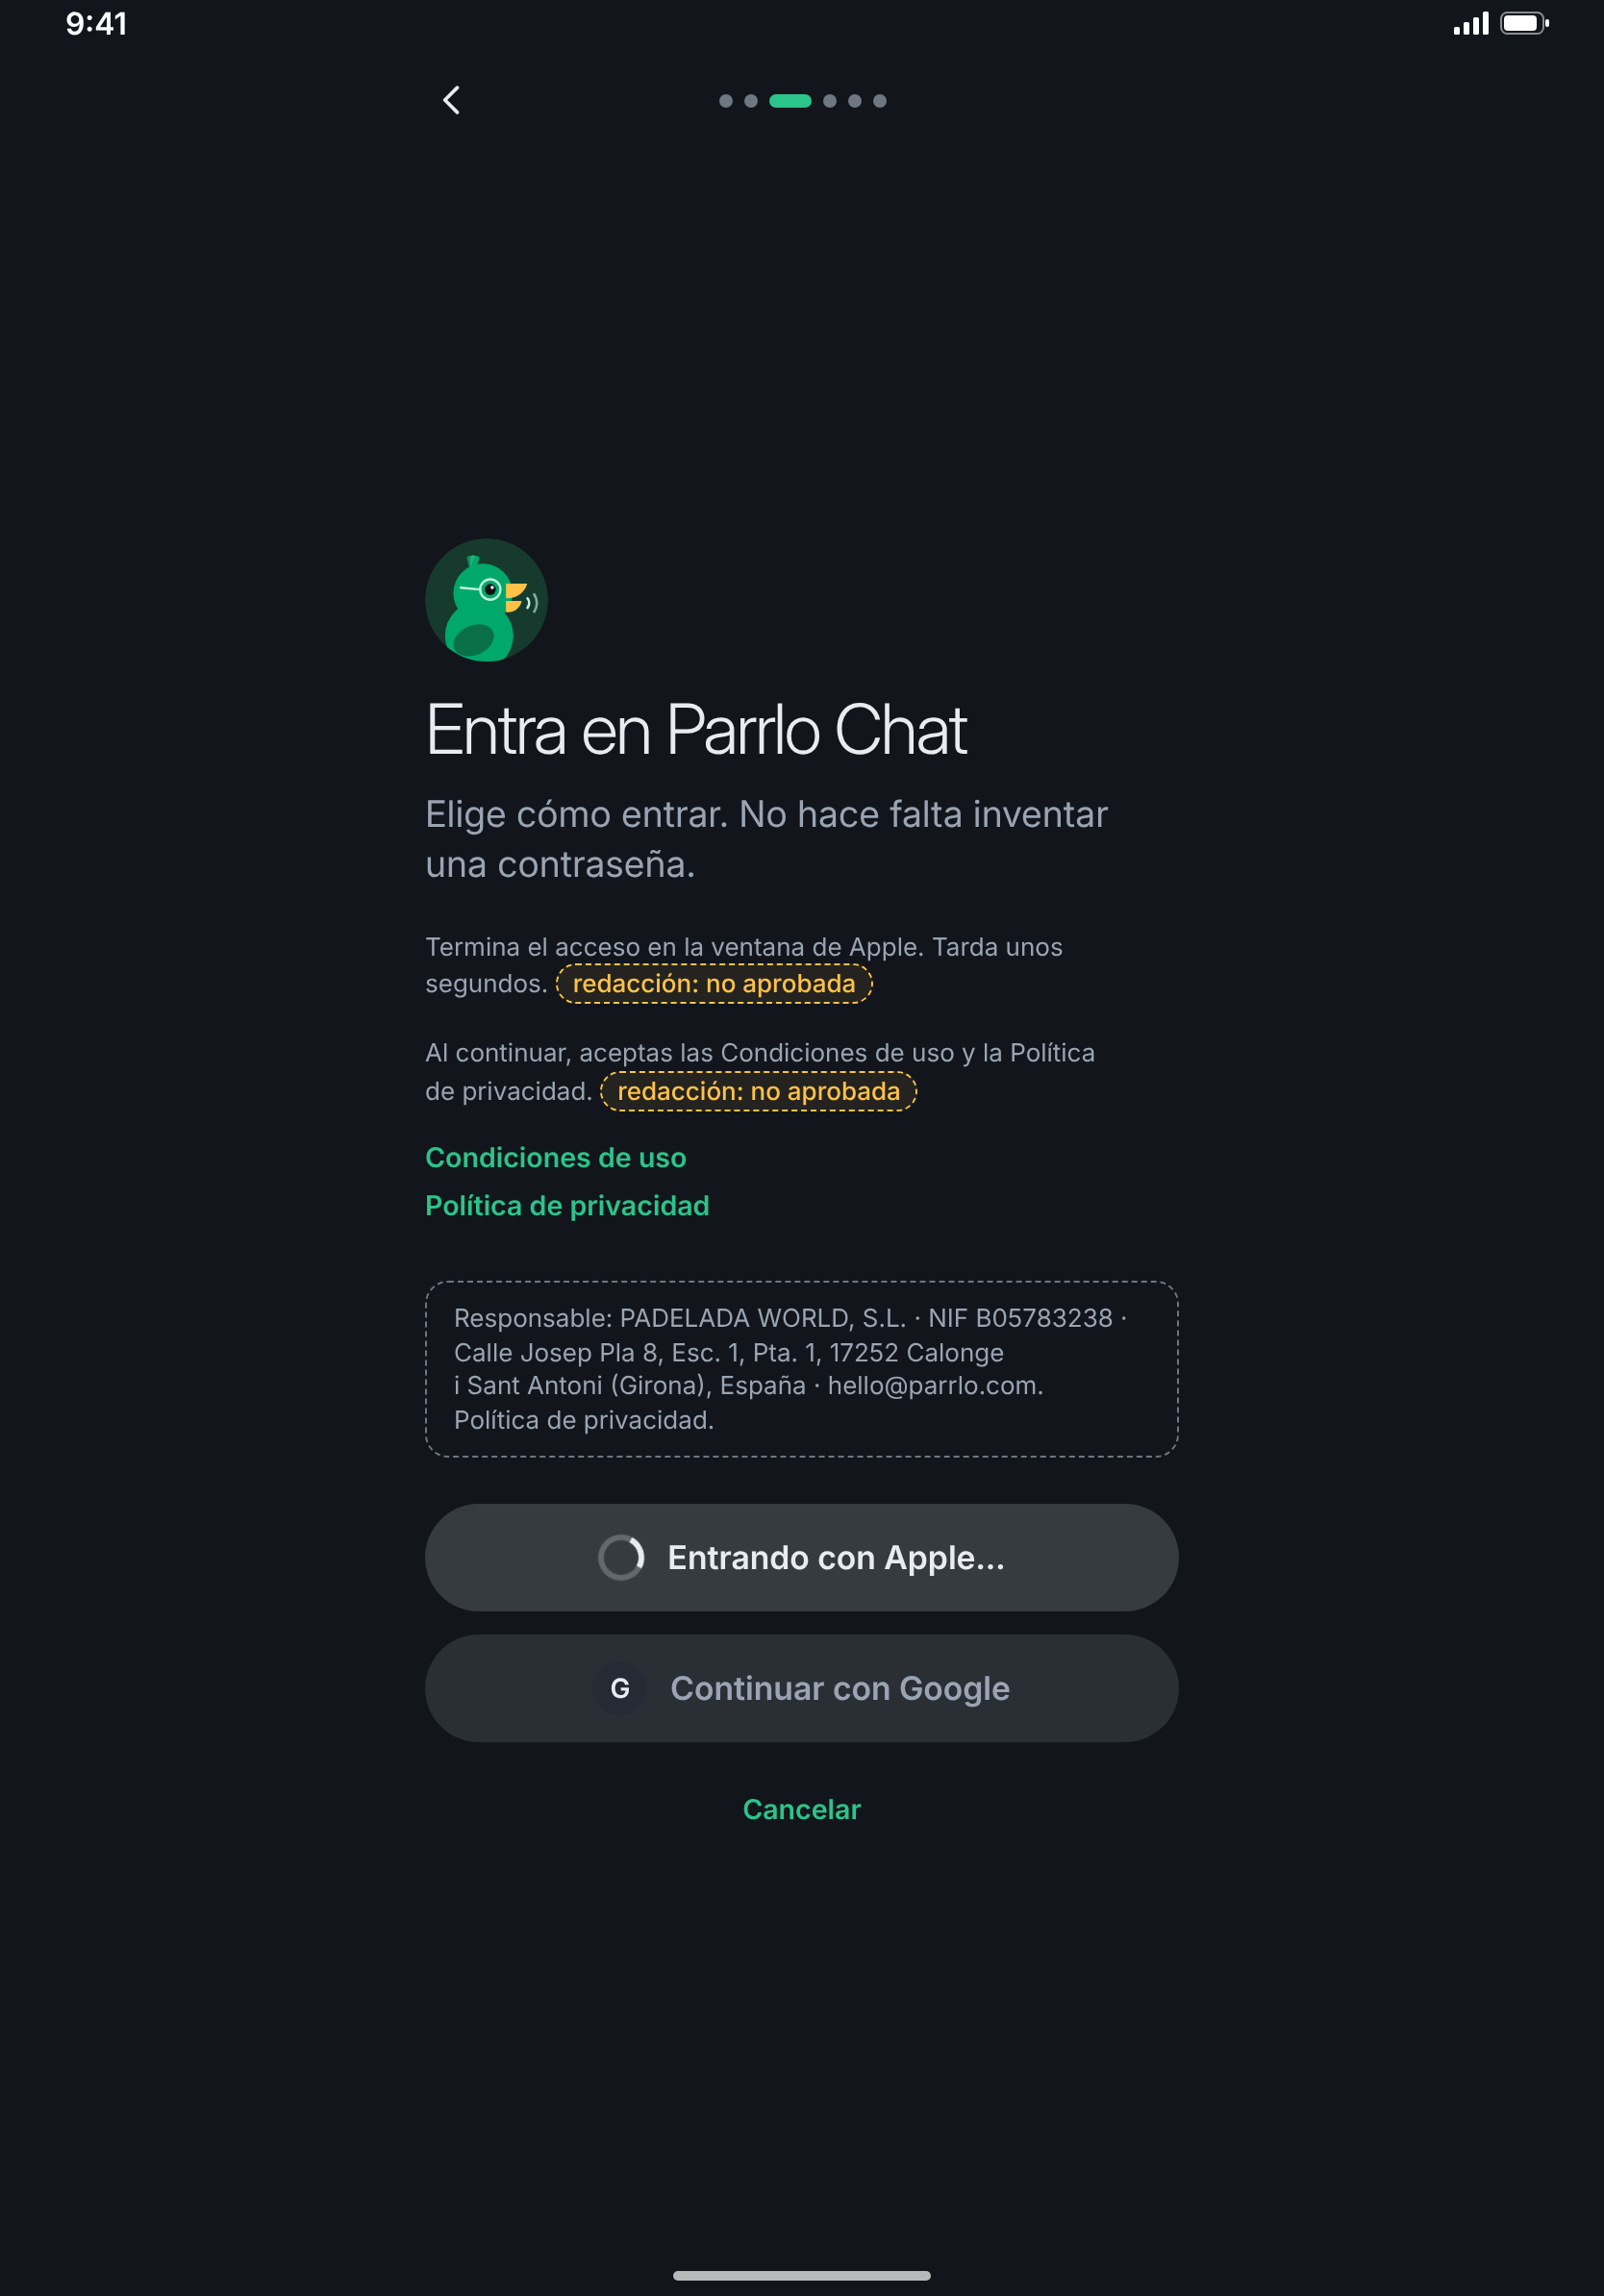 9:41
Entra en Parrlo Chat
Elige cómo entrar. No hace falta inventar
una contraseña.
Termina el acceso en la ventana de Apple. Tarda unos
segundos. redacción: no aprobada
Al continuar, aceptas las Condiciones de uso y la Política
de privacidad. redacción: no aprobada
Condiciones de uso
Política de privacidad
Responsable: PADELADA WORLD, S.L. · NIF B05783238 ·
Calle Josep Pla 8, Esc. 1, Pta. 1, 17252 Calonge
i Sant Antoni (Girona), España · hello@parrlo.com.
Política de privacidad.
Entrando con Apple...
G Continuar con Google
Cancelar